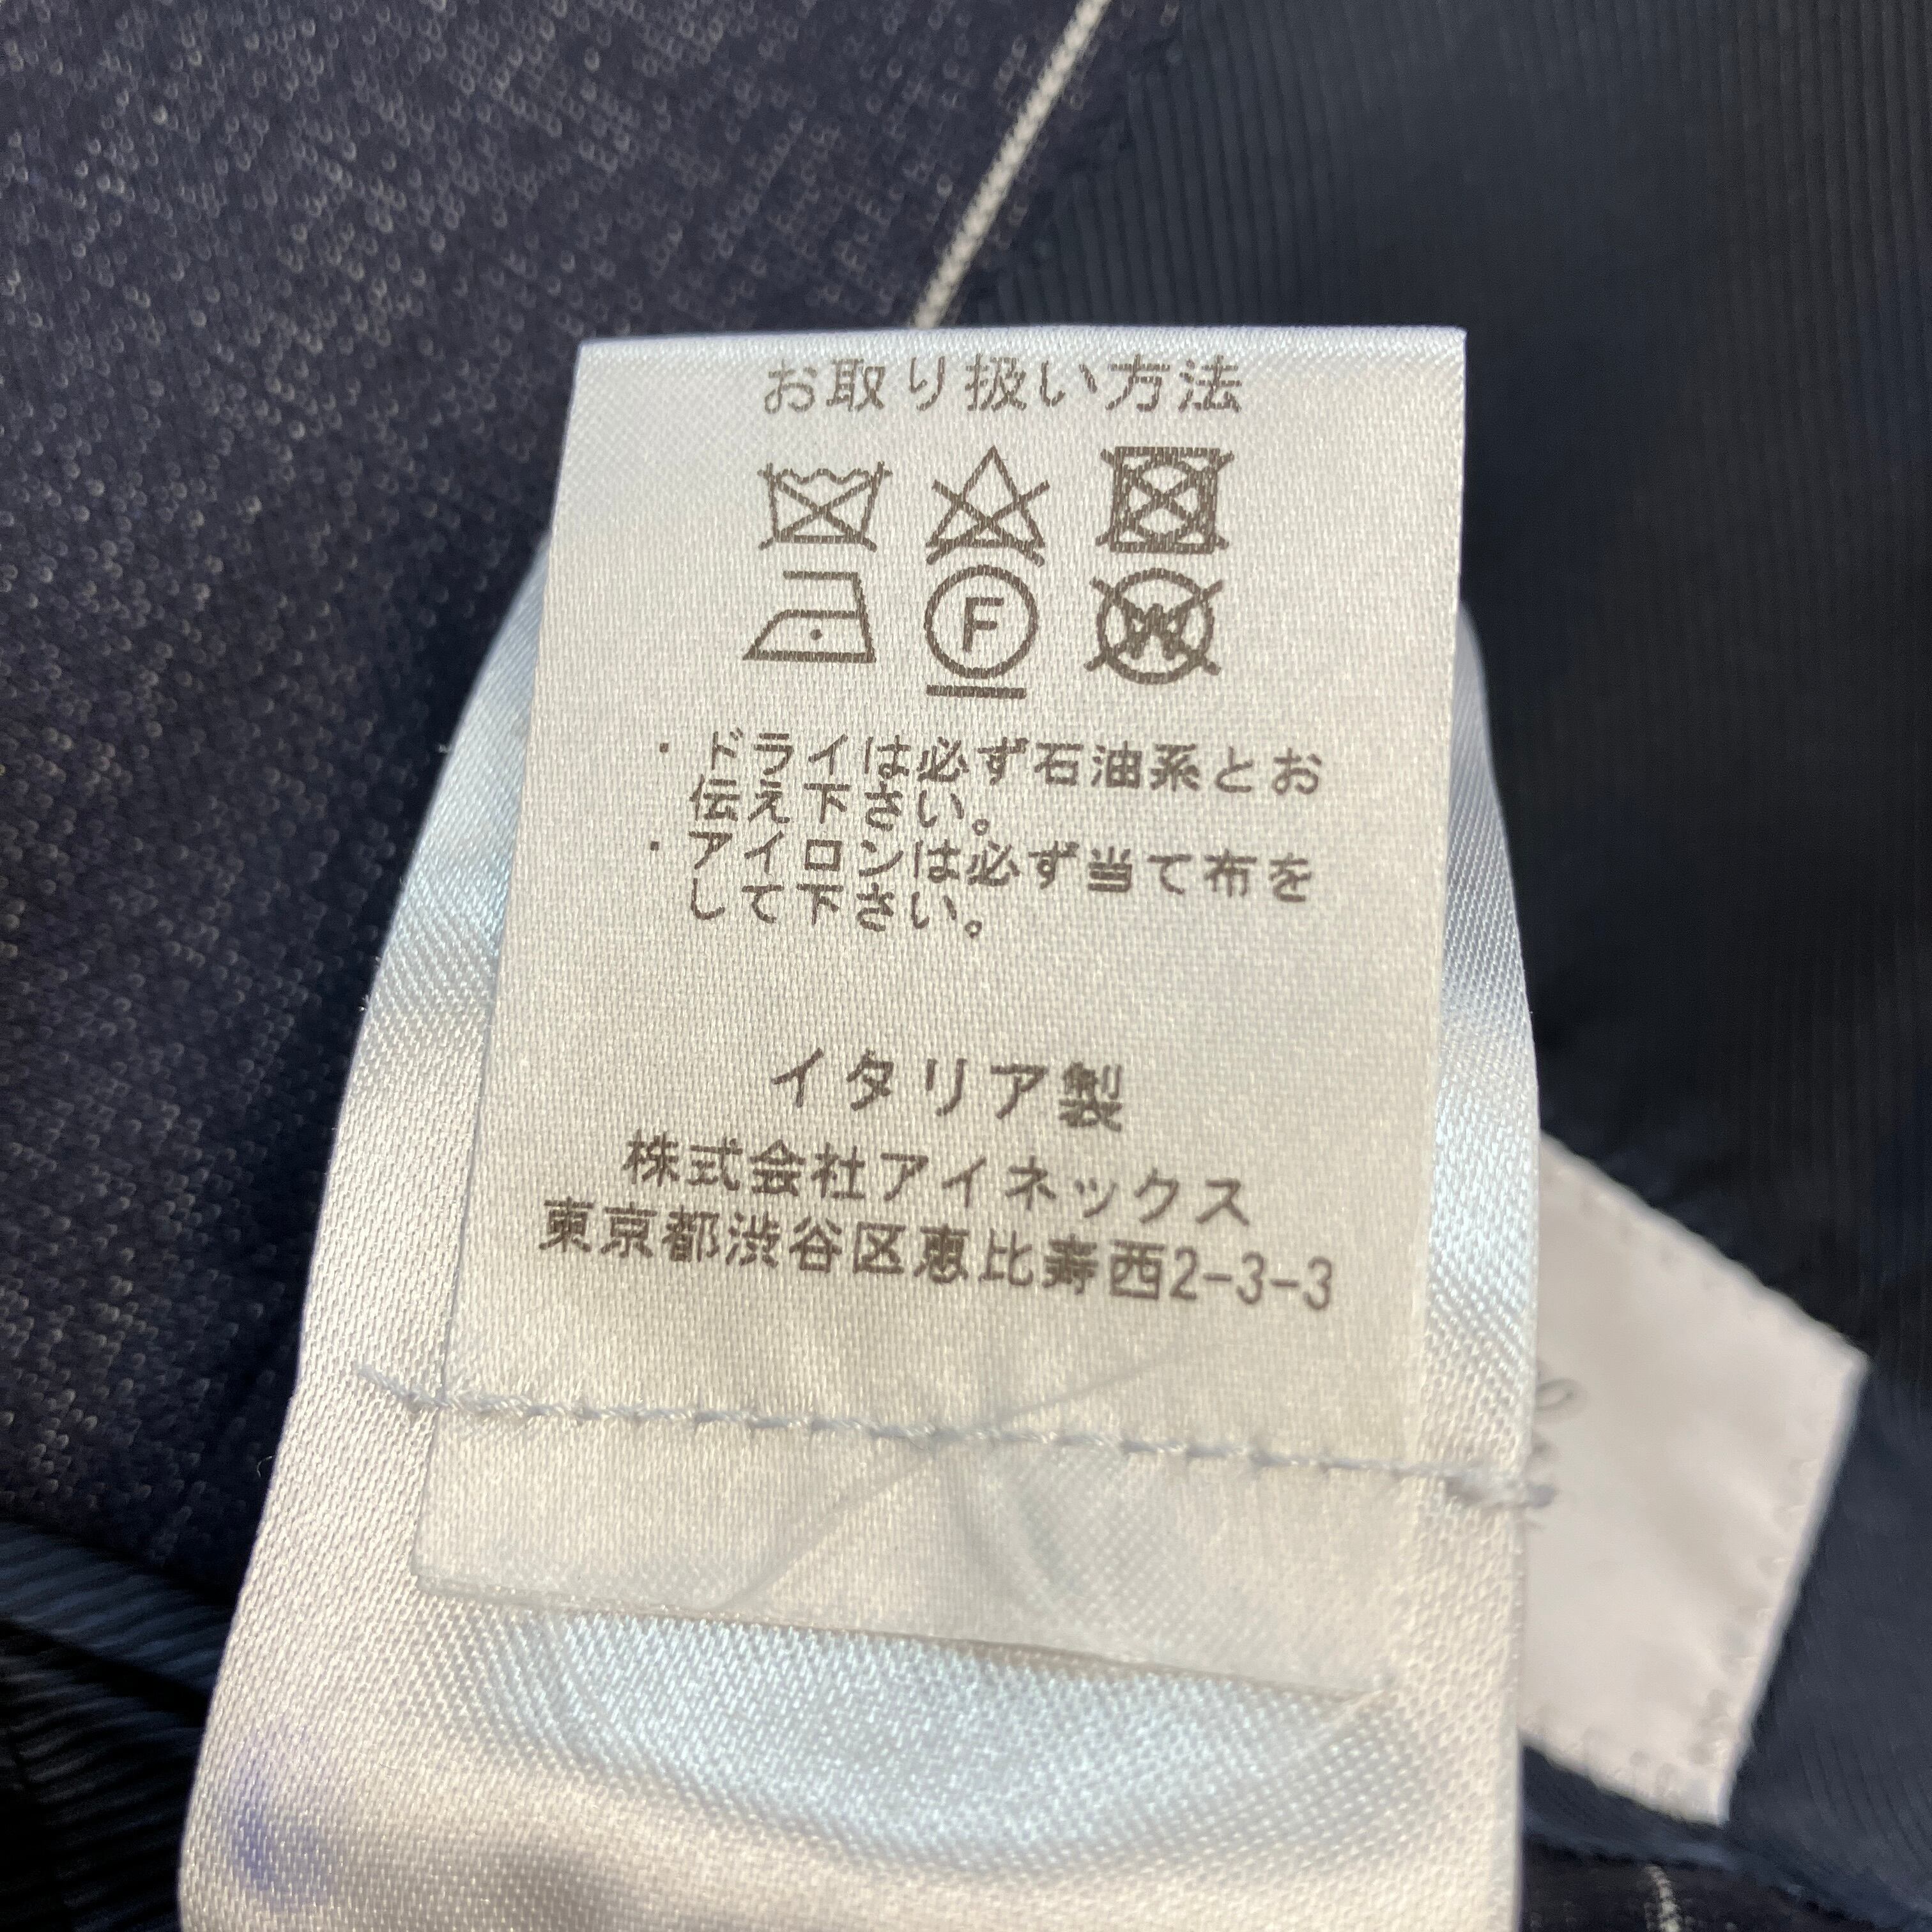 お取り扱い方法
F
W
・ドライは必ず石油系とお
伝え下さい。
・アイロンは必ず当て布を
して下さい。
イタリア製
株式会社アイネックス
東京都渋谷区恵比寿西2-3-3